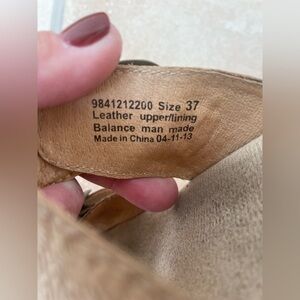 9841212200 Size 37
Leather upper/lining
Balance man made
Made in China 04-11-13